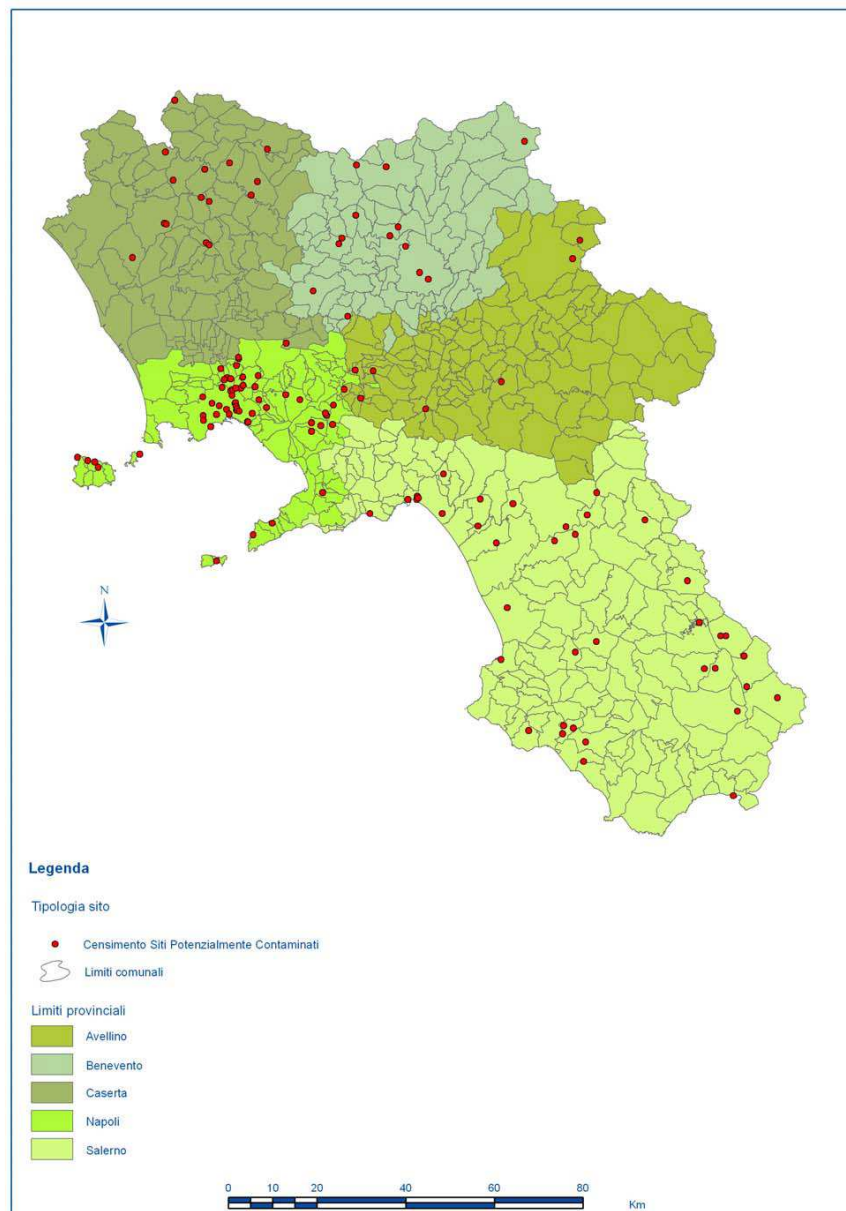 N
Legenda
Tipologia sito
Censimento Siti Potenzialmente Contaminati
Limiti comunali
Limiti provinciali
Avellino
Benevento
Caserta
Napoli
Salerno
0 10 20 40 60 80
Km